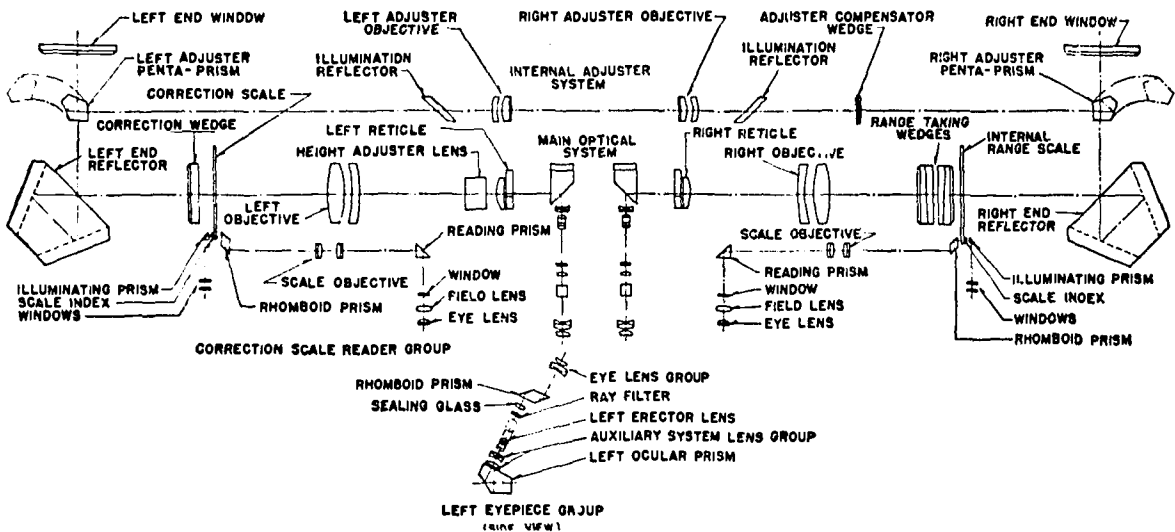 LEFT END WINDOW
LEFT ADJUSTER
PENTA-PRISM
CORRECTION SCALE
CORRECTION WEDGE
LEFT END
REFLECTOR
ILLUMINATION
REFLECTOR
LEFT ADJUSTER
OBJECTIVE
RIGHT ADJUSTER OBJECTIVE
INTERNAL ADJUSTER
SYSTEM
ILLUMINATION
REFLECTOR
ADJUSTER COMPENSATOR
WEDGE
RIGHT END WINDOW
RIGHT ADJUSTER
PENTA-PRISM
LEFT RETICLE
HEIGHT ADJUSTER LENS
MAIN OPTICAL
SYSTEM
RIGHT RETICLE
RIGHT OBJECTIVE
RANGE TAKING
WEDGES
INTERNAL
RANGE SCALE
LEFT
OBJECTIVE
RIGHT END
REFLECTOR
SCALE OBJECTIVE
READING PRISM
SCALE OBJECTIVE
READING PRISM
ILLUMINATING PRISM
SCALE INDEX
WINDOWS
RHOMBOID PRISM
WINDOW
FIELD LENS
EYE LENS
WINDOW
FIELD LENS
EYE LENS
ILLUMINATING PRISM
SCALE INDEX
WINDOWS
RHOMBOID PRISM
CORRECTION SCALE READER GROUP
EYE LENS GROUP
RHOMBOID PRISM
SEALING GLASS
RAY FILTER
LEFT ERECTOR LENS
AUXILIARY SYSTEM LENS GROUP
LEFT OCULAR PRISM
LEFT EYEPIECE GROUP
(SIDE VIEW)